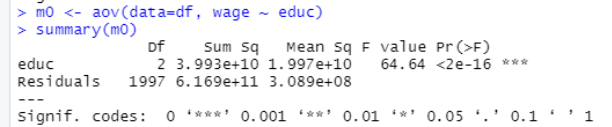 > m0 <- aov(data=df, wage ~ educ)
> summary(m0)
              Df    Sum Sq   Mean Sq F value Pr(>F)
educ           2 3.993e+10 1.997e+10   64.64 <2e-16 ***
Residuals   1997 6.169e+11 3.089e+08
---
Signif. codes:  0 ‘***’ 0.001 ‘**’ 0.01 ‘*’ 0.05 ‘.’ 0.1 ‘ ’ 1